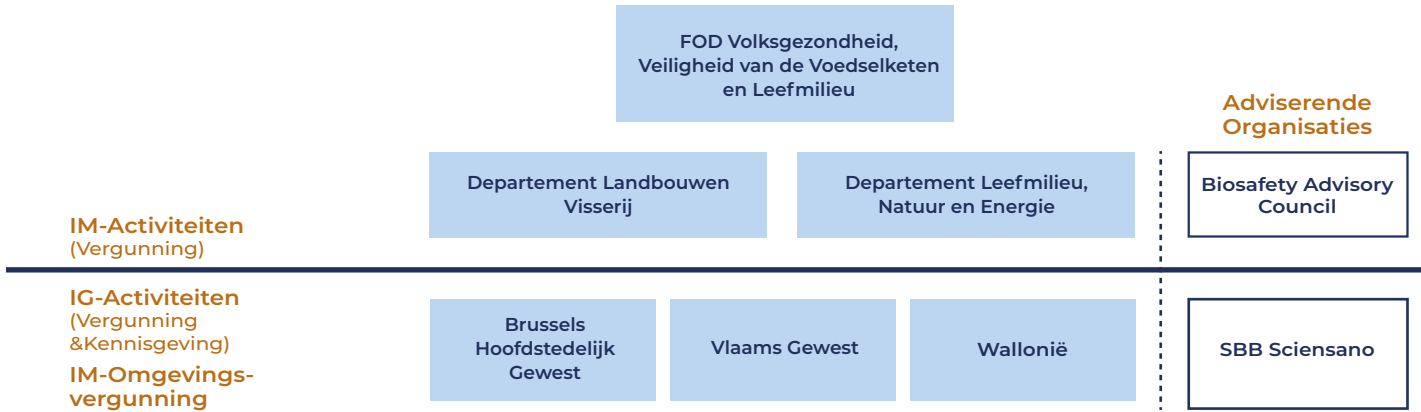 FOD Volksgezondheid,
Veiligheid van de Voedselketen
en Leefmilieu
Adviserende
Organisaties
Departement Landbouwen
Visserij
Departement Leefmilieu,
Natuur en Energie
Biosafety Advisory
Council
IM-Activiteiten
(Vergunning)
IG-Activiteiten
(Vergunning
&Kennisgeving)
IM-Omgevings-
vergunning
Brussels
Hoofdstedelijk
Gewest
Vlaams Gewest
Wallonië
SBB Sciensano